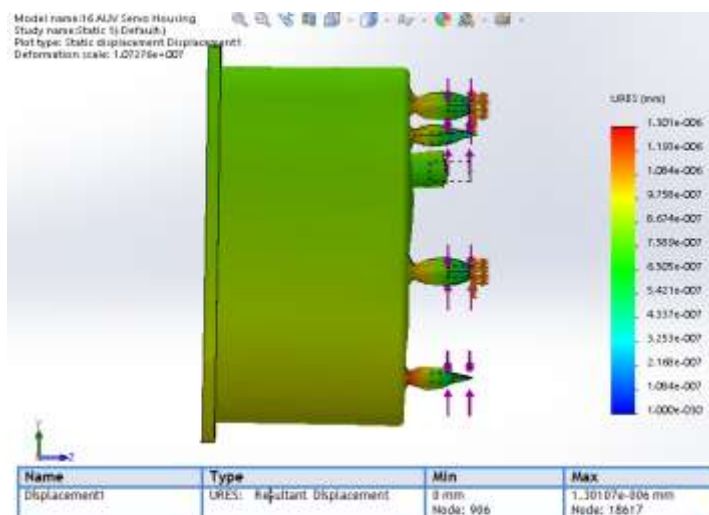 Model name:16 AUV Servo Housing
Study name:Static 1(-Default-)
Plot type: Static displacement Displacement1
Deformation scale: 1.07376e+007
URES (mm)
1.301e-006
1.193e-006
1.084e-006
9.758e-007
8.674e-007
7.589e-007
6.505e-007
5.421e-007
4.337e-007
3.253e-007
2.168e-007
1.084e-007
1.000e-030
Y
Z
Name Type Min Max
Displacement1 URES: Resultant Displacement 0 mm 1.30107e-006 mm
Node: 906 Node: 18617